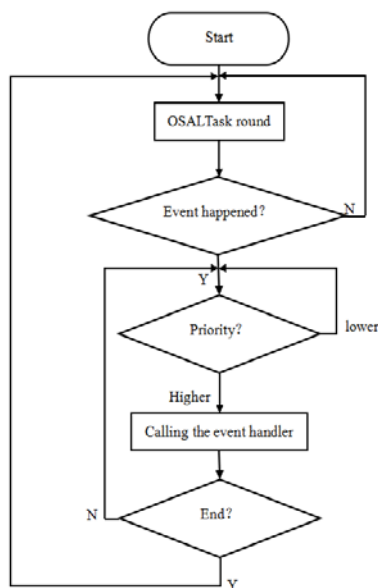 Start
OSALTask round
Event happened?
N
Y
Priority?
lower
Higher
Calling the event handler
N
End?
Y